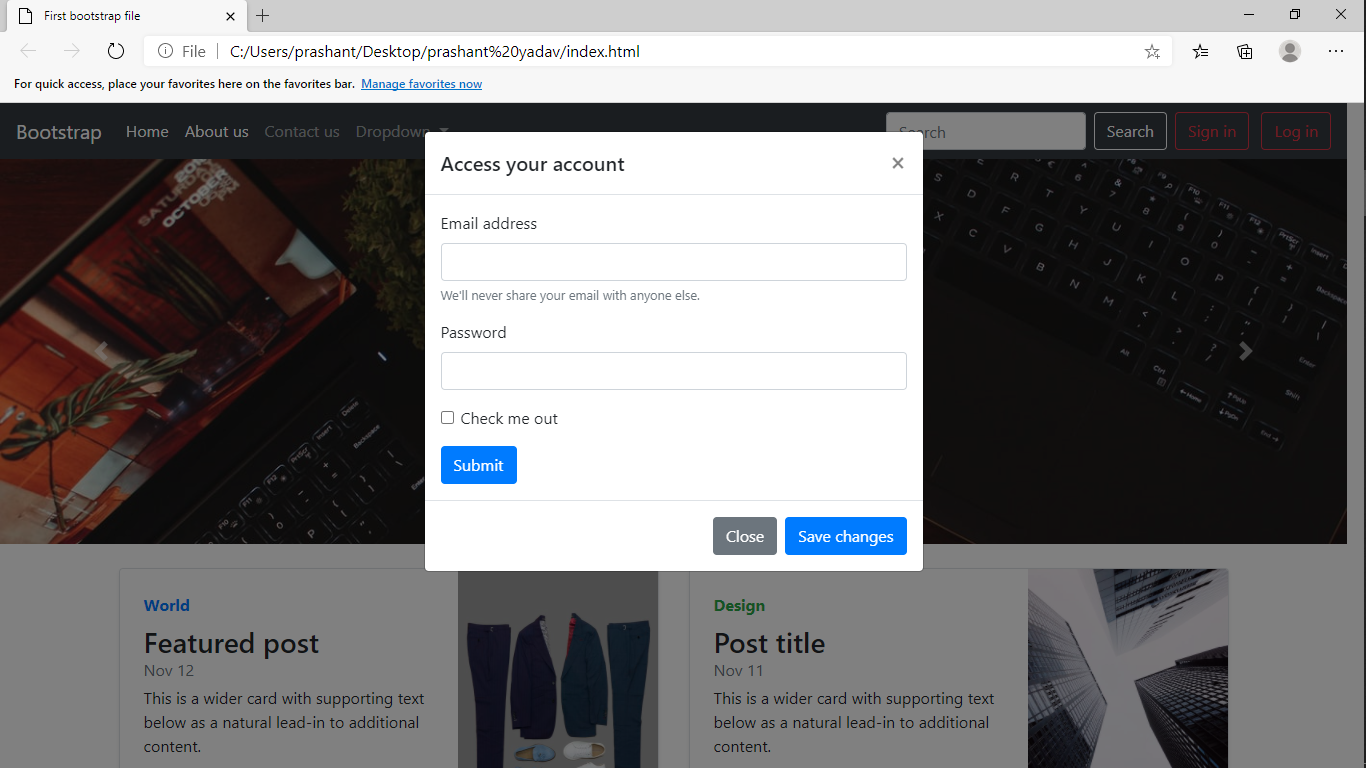 First bootstrap file
File
C:/Users/prashant/Desktop/prashant%20yadav/index.html
For quick access, place your favorites here on the favorites bar. Manage favorites now
Bootstrap Home About us Contact us Dropdown Search Search Sign in Log in
Access your account
×
Email address
We'll never share your email with anyone else.
Password
Check me out
Submit
Close Save changes
SATURDAY
OCTOBER
World
Featured post
Nov 12
This is a wider card with supporting text
below as a natural lead-in to additional
content.
Design
Post title
Nov 11
This is a wider card with supporting text
below as a natural lead-in to additional
content.